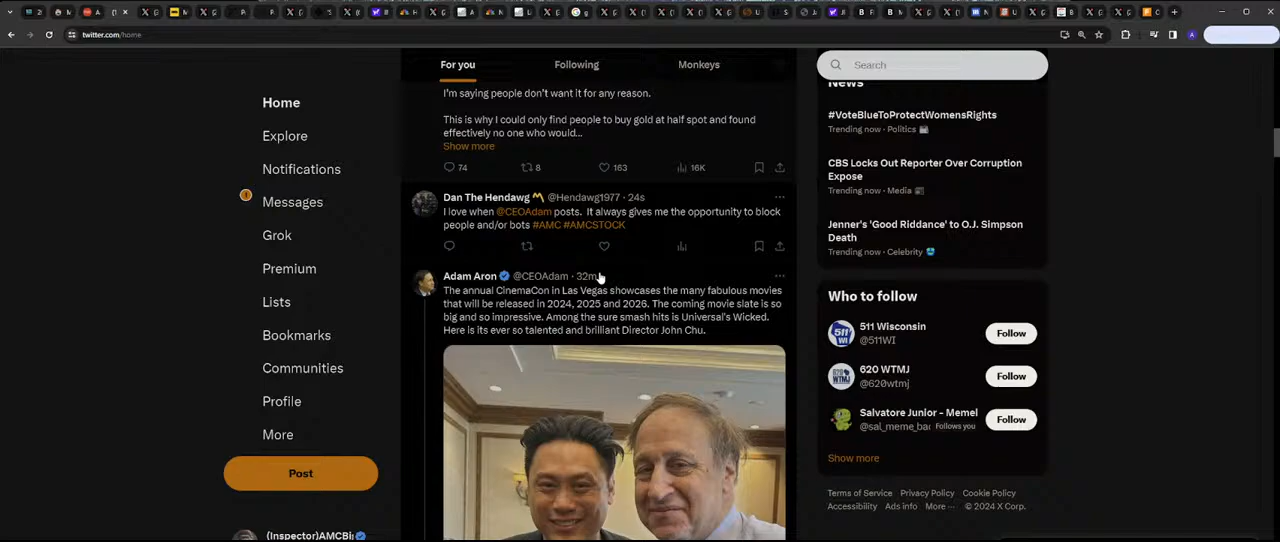 twitter.com/home
For you
Following
Monkeys
Home
Explore
Notifications
Messages
Grok
Premium
Lists
Bookmarks
Communities
Profile
More
Post
(Inspector)AMCBi
I'm saying people don't want it for any reason.
This is why I could only find people to buy gold at half spot and found
effectively no one who would...
Show more
74
8
163
16K
Dan The Hendawg @Hendawg1977 · 24s
I love when @CEOAdam posts. It always gives me the opportunity to block
people and/or bots #AMC #AMCSTOCK
Adam Aron @CEOAdam · 32m
The annual CinemaCon in Las Vegas showcases the many fabulous movies
that will be released in 2024, 2025 and 2026. The coming movie slate is so
big and so impressive. Among the sure smash hits is Universal's Wicked.
Here is its ever so talented and brilliant Director John Chu.
Search
News
#VoteBlueToProtectWomensRights
Trending now · Politics
CBS Locks Out Reporter Over Corruption
Expose
Trending now · Media
Jenner's 'Good Riddance' to O.J. Simpson
Death
Trending now · Celebrity
Who to follow
511 Wisconsin
@511WI
Follow
620 WTMJ
@620wtmj
Follow
Salvatore Junior - Memel
@sal_meme_bac Follows you
Follow
Show more
Terms of Service Privacy Policy Cookie Policy
Accessibility Ads info More ··· © 2024 X Corp.